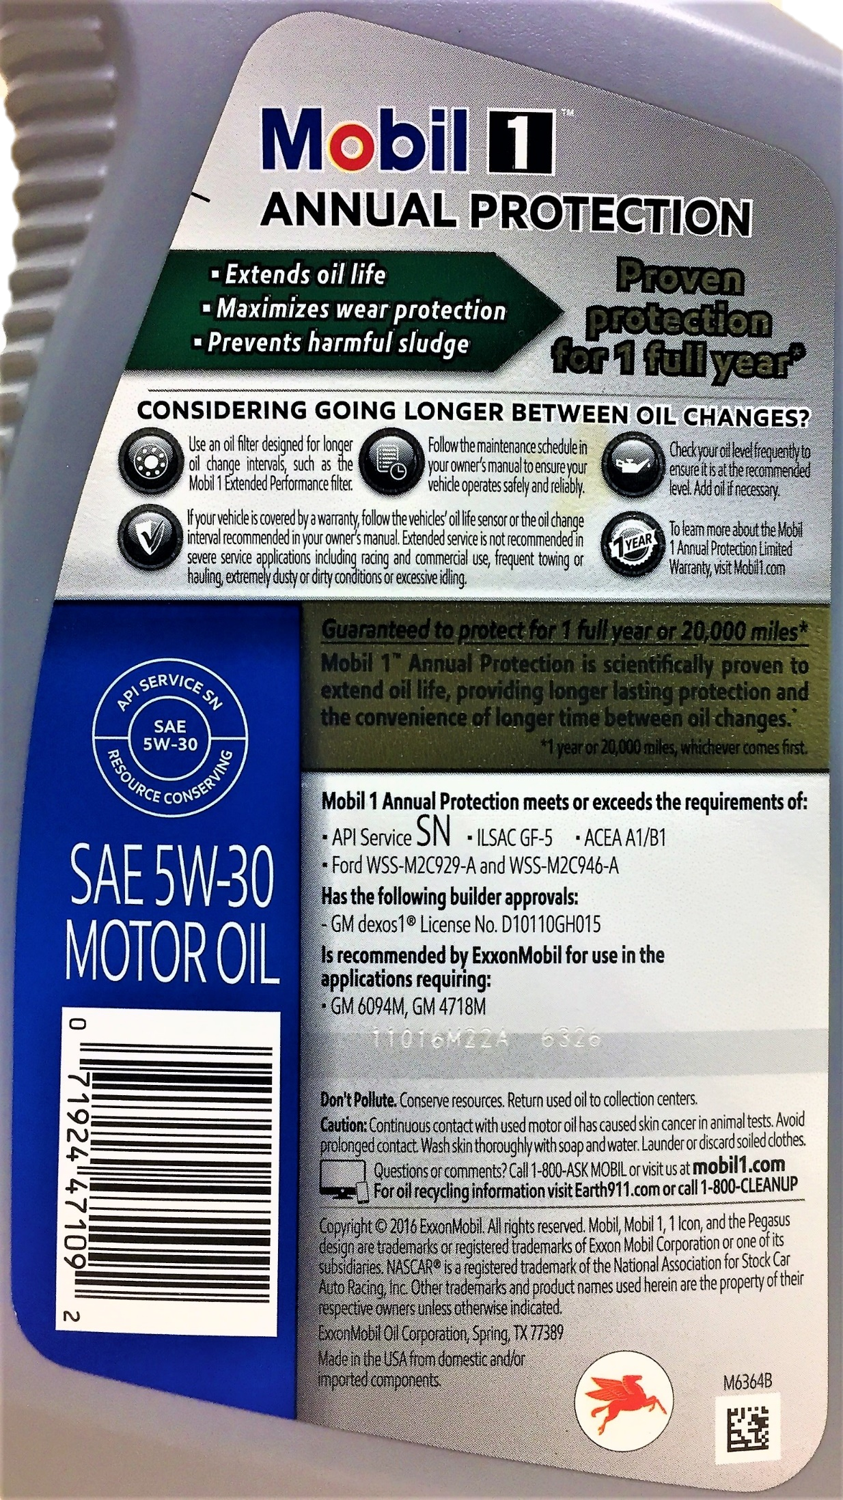 Mobil 1™
ANNUAL PROTECTION
▪ Extends oil life
▪ Maximizes wear protection
▪ Prevents harmful sludge
Proven
protection
for 1 full year*
CONSIDERING GOING LONGER BETWEEN OIL CHANGES?
Use an oil filter designed for longer
oil change intervals, such as the
Mobil 1 Extended Performance filter.
Follow the maintenance schedule in
your owner's manual to ensure your
vehicle operates safely and reliably.
Check your oil level frequently to
ensure it is at the recommended
level. Add oil if necessary.
If your vehicle is covered by a warranty, follow the vehicles' oil life sensor or the oil change
interval recommended in your owner's manual. Extended service is not recommended in
severe service applications including racing and commercial use, frequent towing or
hauling, extremely dusty or dirty conditions or excessive idling.
1 YEAR
To learn more about the Mobil
1 Annual Protection Limited
Warranty, visit Mobil1.com
Guaranteed to protect for 1 full year or 20,000 miles*
Mobil 1™ Annual Protection is scientifically proven to
extend oil life, providing longer lasting protection and
the convenience of longer time between oil changes.*
*1 year or 20,000 miles, whichever comes first.
API SERVICE SN
SAE
5W-30
RESOURCE CONSERVING
SAE 5W-30
MOTOR OIL
0 71924 47109 2
Mobil 1 Annual Protection meets or exceeds the requirements of:
• API Service SN • ILSAC GF-5 • ACEA A1/B1
• Ford WSS-M2C929-A and WSS-M2C946-A
Has the following builder approvals:
- GM dexos1® License No. D10110GH015
Is recommended by ExxonMobil for use in the
applications requiring:
• GM 6094M, GM 4718M
11016M22A 6326
Don't Pollute. Conserve resources. Return used oil to collection centers.
Caution: Continuous contact with used motor oil has caused skin cancer in animal tests. Avoid
prolonged contact. Wash skin thoroughly with soap and water. Launder or discard soiled clothes.
Questions or comments? Call 1-800-ASK MOBIL or visit us at mobil1.com
For oil recycling information visit Earth911.com or call 1-800-CLEANUP
Copyright © 2016 ExxonMobil. All rights reserved. Mobil, Mobil 1, 1 Icon, and the Pegasus
design are trademarks or registered trademarks of Exxon Mobil Corporation or one of its
subsidiaries. NASCAR® is a registered trademark of the National Association for Stock Car
Auto Racing, Inc. Other trademarks and product names used herein are the property of their
respective owners unless otherwise indicated.
ExxonMobil Oil Corporation, Spring, TX 77389
Made in the USA from domestic and/or
imported components.
M6364B